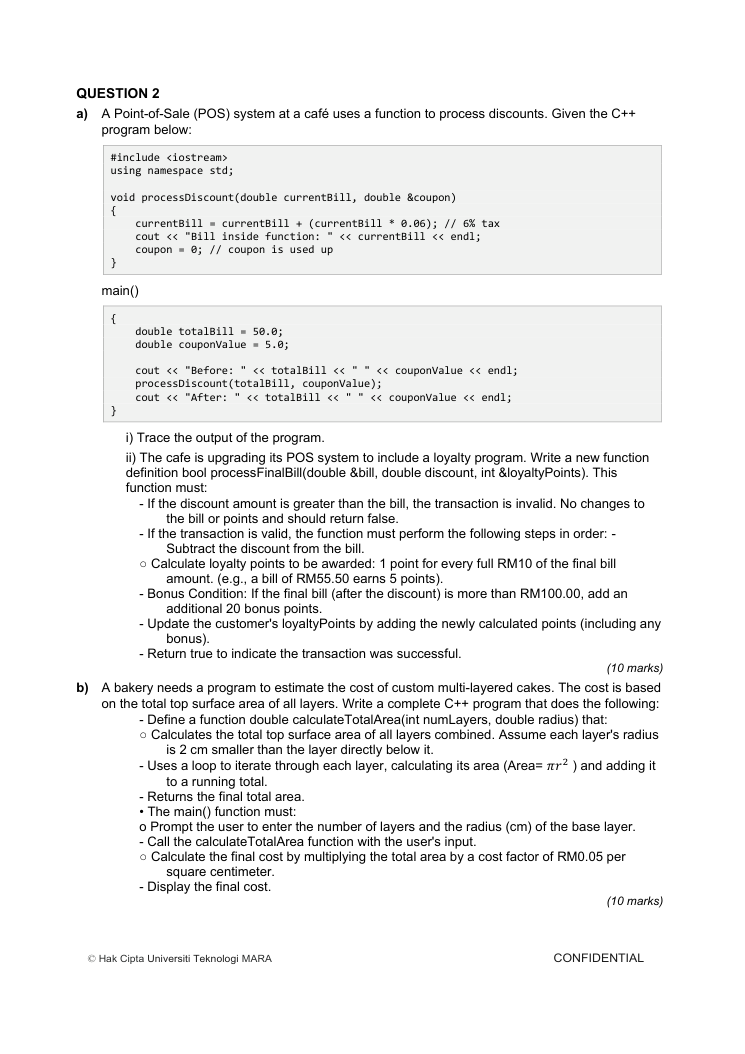 QUESTION 2
a) A Point-of-Sale (POS) system at a café uses a function to process discounts. Given the C++
program below:
#include <iostream>
using namespace std;
void processDiscount(double currentBill, double &coupon)
{
currentBill = currentBill + (currentBill * 0.06); // 6% tax
cout << "Bill inside function: " << currentBill << endl;
coupon = 0; // coupon is used up
}
main()
{
double totalBill = 50.0;
double couponValue = 5.0;
cout << "Before: " << totalBill << " " << couponValue << endl;
processDiscount(totalBill, couponValue);
cout << "After: " << totalBill << " " << couponValue << endl;
}
i) Trace the output of the program.
ii) The cafe is upgrading its POS system to include a loyalty program. Write a new function
definition bool processFinalBill(double &bill, double discount, int &loyaltyPoints). This
function must:
- If the discount amount is greater than the bill, the transaction is invalid. No changes to
the bill or points and should return false.
- If the transaction is valid, the function must perform the following steps in order: -
Subtract the discount from the bill.
○ Calculate loyalty points to be awarded: 1 point for every full RM10 of the final bill
amount. (e.g., a bill of RM55.50 earns 5 points).
- Bonus Condition: If the final bill (after the discount) is more than RM100.00, add an
additional 20 bonus points.
- Update the customer's loyaltyPoints by adding the newly calculated points (including any
bonus).
- Return true to indicate the transaction was successful.
(10 marks)
b) A bakery needs a program to estimate the cost of custom multi-layered cakes. The cost is based
on the total top surface area of all layers. Write a complete C++ program that does the following:
- Define a function double calculateTotalArea(int numLayers, double radius) that:
○ Calculates the total top surface area of all layers combined. Assume each layer's radius
is 2 cm smaller than the layer directly below it.
- Uses a loop to iterate through each layer, calculating its area (Area= πr² ) and adding it
to a running total.
- Returns the final total area.
• The main() function must:
o Prompt the user to enter the number of layers and the radius (cm) of the base layer.
- Call the calculateTotalArea function with the user's input.
○ Calculate the final cost by multiplying the total area by a cost factor of RM0.05 per
square centimeter.
- Display the final cost.
(10 marks)
© Hak Cipta Universiti Teknologi MARA CONFIDENTIAL